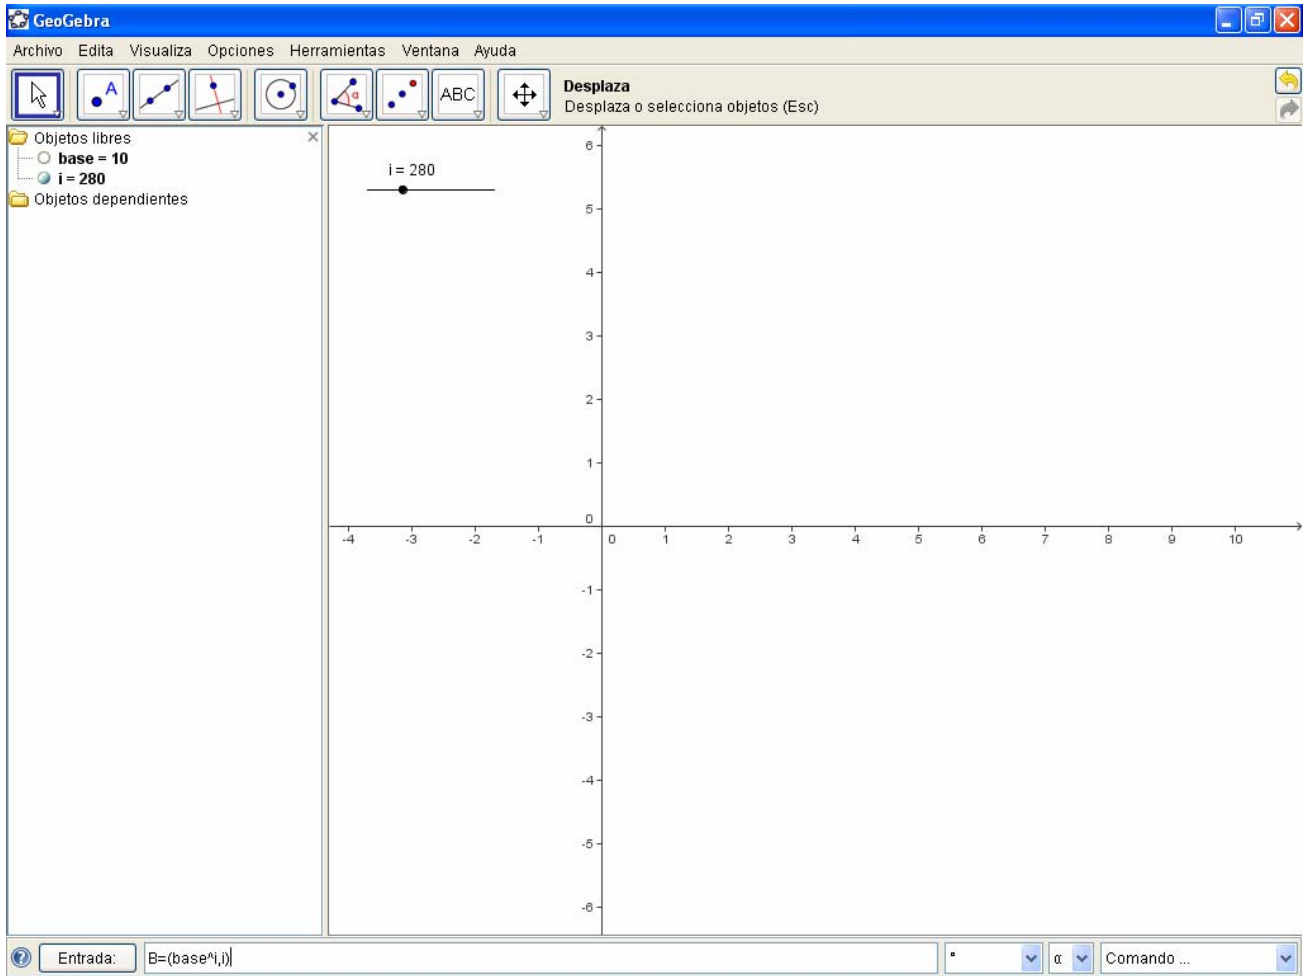 GeoGebra
Archivo Edita Visualiza Opciones Herramientas Ventana Ayuda
A
α
ABC
Desplaza
Desplaza o selecciona objetos (Esc)
Objetos libres
base = 10
i = 280
Objetos dependientes
i = 280
6
5
4
3
2
1
0
-4 -3 -2 -1 0 1 2 3 4 5 6 7 8 9 10
-1
-2
-3
-4
-5
-6
Entrada: B=(base^i,i) ° α Comando ...